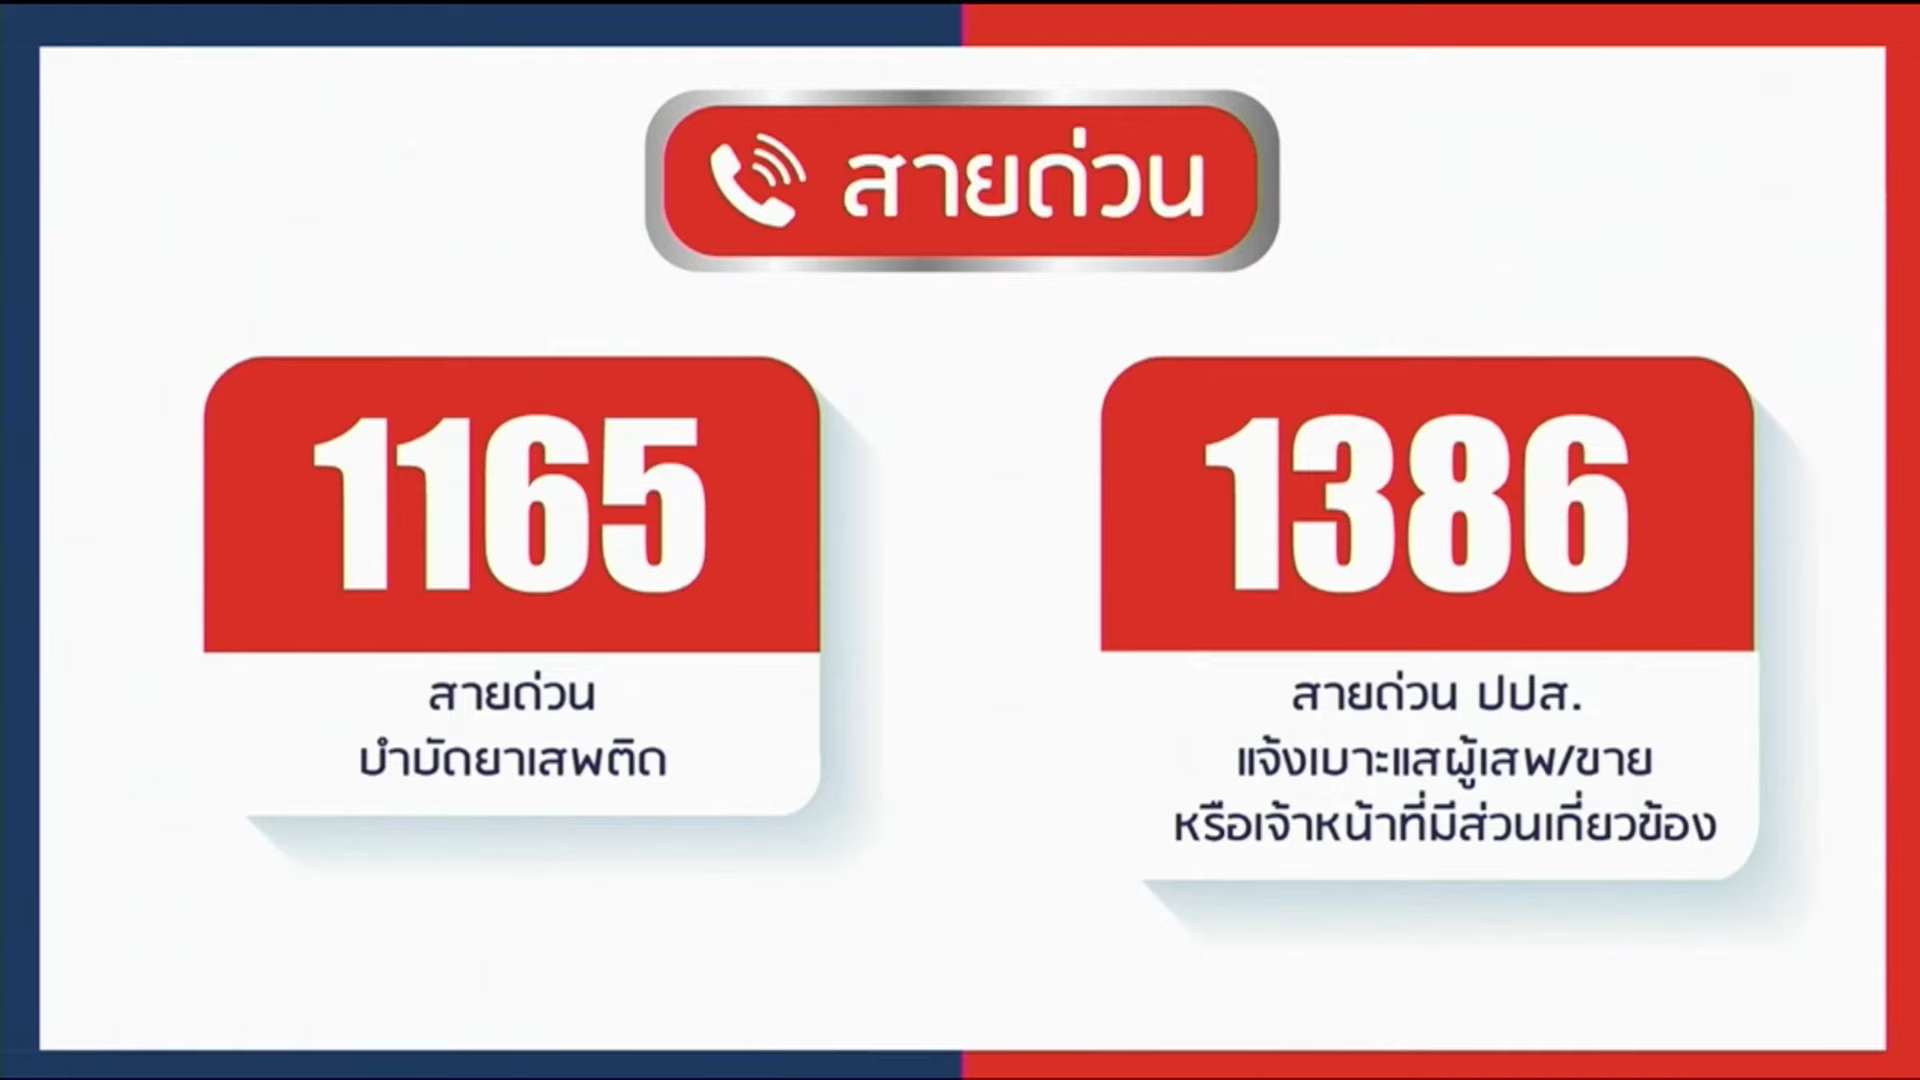 สายด่วน
1165
สายด่วน
บำบัดยาเสพติด
1386
สายด่วน ปปส.
แจ้งเบาะแสผู้เสพ/ขาย
หรือเจ้าหน้าที่มีส่วนเกี่ยวข้อง